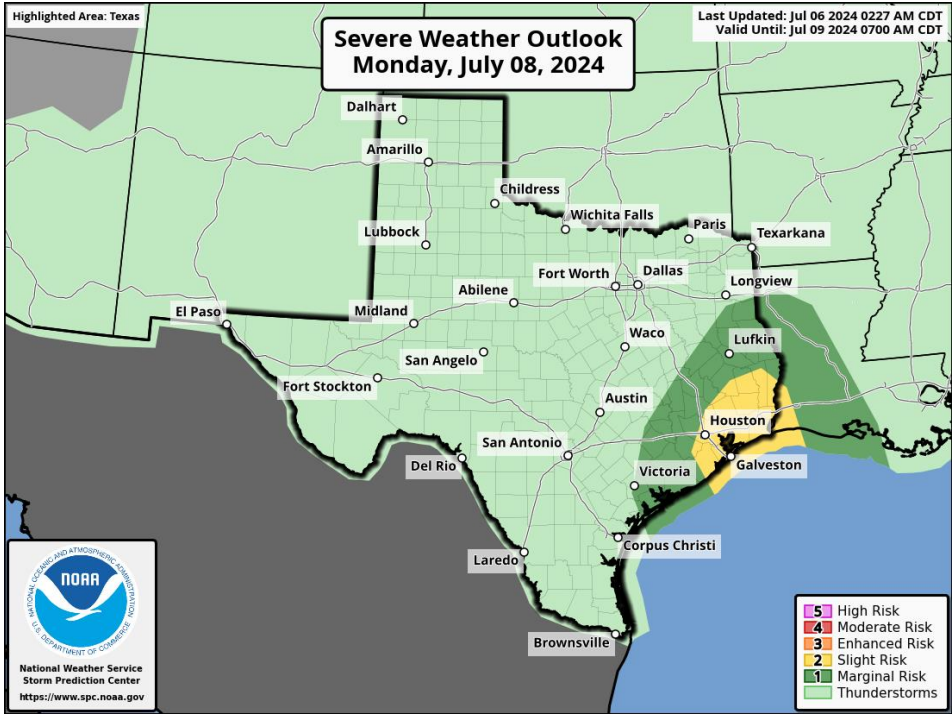 Highlighted Area: Texas
Severe Weather Outlook
Monday, July 08, 2024
Last Updated: Jul 06 2024 0227 AM CDT
Valid Until: Jul 09 2024 0700 AM CDT
Dalhart
Amarillo
Childress
Wichita Falls
Paris
Texarkana
Lubbock
Fort Worth
Dallas
Longview
Abilene
El Paso
Midland
Waco
Lufkin
San Angelo
Fort Stockton
Austin
Houston
San Antonio
Del Rio
Galveston
Victoria
Corpus Christi
Laredo
Brownsville
NATIONAL OCEANIC AND ATMOSPHERIC ADMINISTRATION
NOAA
U.S. DEPARTMENT OF COMMERCE
National Weather Service
Storm Prediction Center
https://www.spc.noaa.gov
5 High Risk
4 Moderate Risk
3 Enhanced Risk
2 Slight Risk
1 Marginal Risk
Thunderstorms